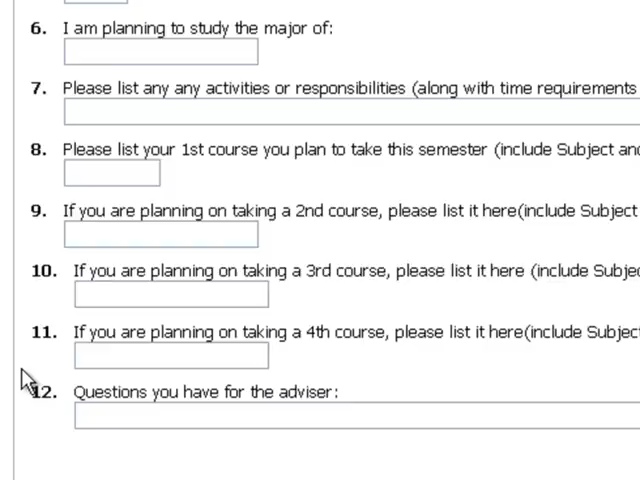 6. I am planning to study the major of:
7. Please list any any activities or responsibilities (along with time requirements
8. Please list your 1st course you plan to take this semester (include Subject an
9. If you are planning on taking a 2nd course, please list it here(include Subject
10. If you are planning on taking a 3rd course, please list it here (include Subje
11. If you are planning on taking a 4th course, please list it here(include Subject
12. Questions you have for the adviser: